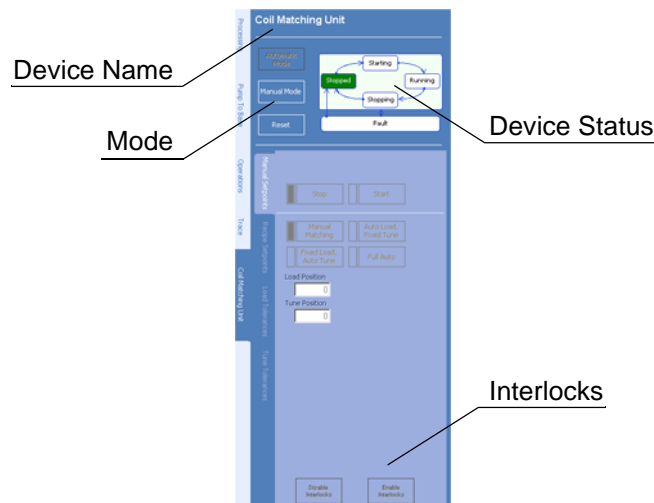 Coil Matching Unit
Device Name
Mode
Device Status
Interlocks
Automatic
Mode
Manual Mode
Reset
Starting
Stopped
Running
Stopping
Fault
Pump To Base
Operations
Trace
Coil Matching Unit
Manual Setpoints
Recipe Setpoints
Load Tolerances
Tune Tolerances
Stop
Start
Manual
Matching
Auto Load,
Fixed Tune
Fixed Load,
Auto Tune
Full Auto
Load Position
0
Tune Position
0
Disable
Interlocks
Enable
Interlocks